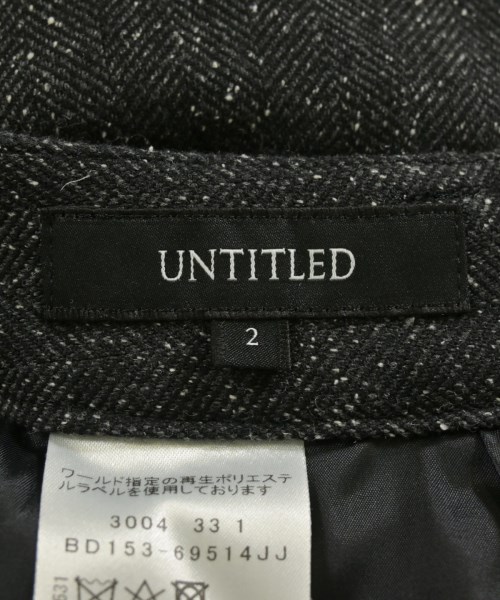 UNTITLED
2
ワールド指定の再生ポリエステ
ルラベルを使用しております
3004 33 1
BD153-69514JJ